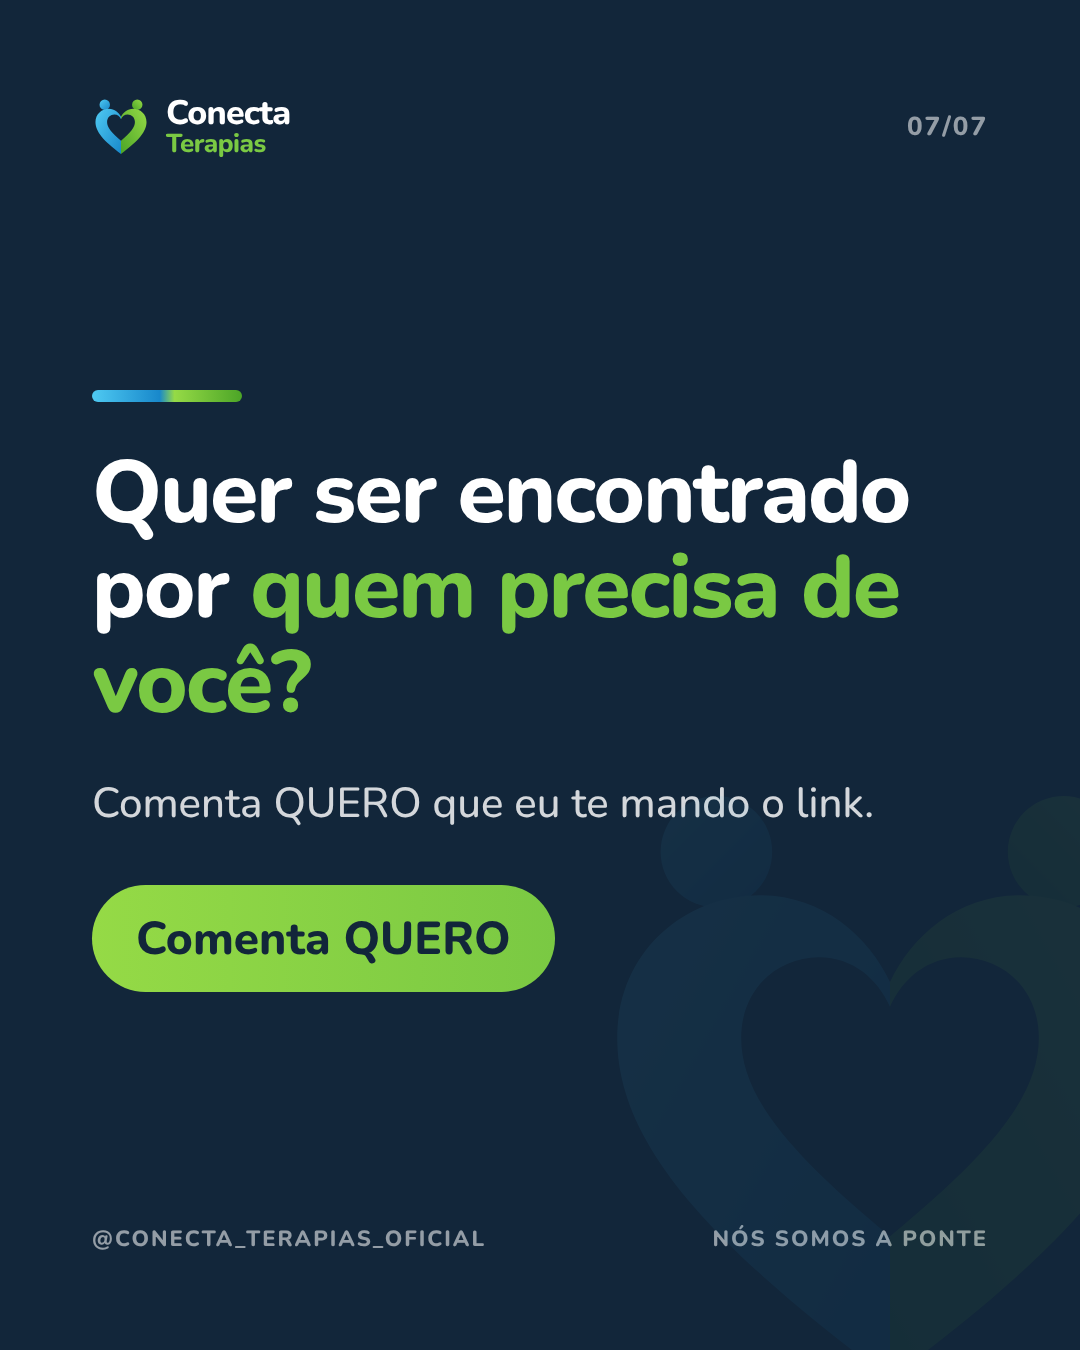 Conecta
Terapias
07/07
Quer ser encontrado
por quem precisa de
você?
Comenta QUERO que eu te mando o link.
Comenta QUERO
@CONECTA_TERAPIAS_OFICIAL
NÓS SOMOS A PONTE